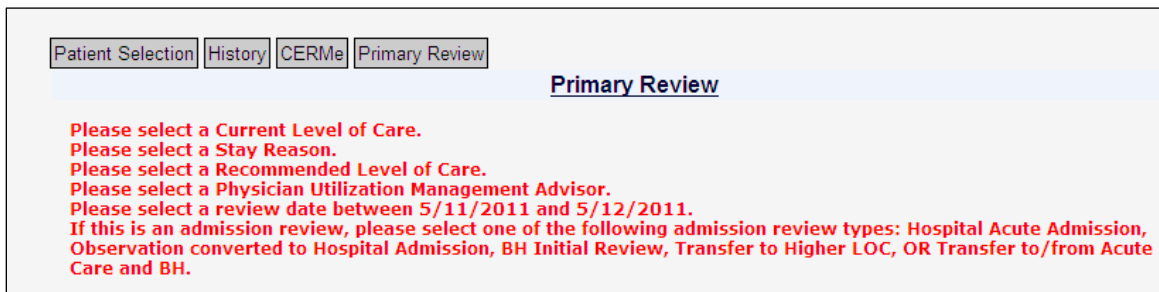 Patient Selection History CERMe Primary Review
Primary Review
Please select a Current Level of Care.
Please select a Stay Reason.
Please select a Recommended Level of Care.
Please select a Physician Utilization Management Advisor.
Please select a review date between 5/11/2011 and 5/12/2011.
If this is an admission review, please select one of the following admission review types: Hospital Acute Admission,
Observation converted to Hospital Admission, BH Initial Review, Transfer to Higher LOC, OR Transfer to/from Acute
Care and BH.